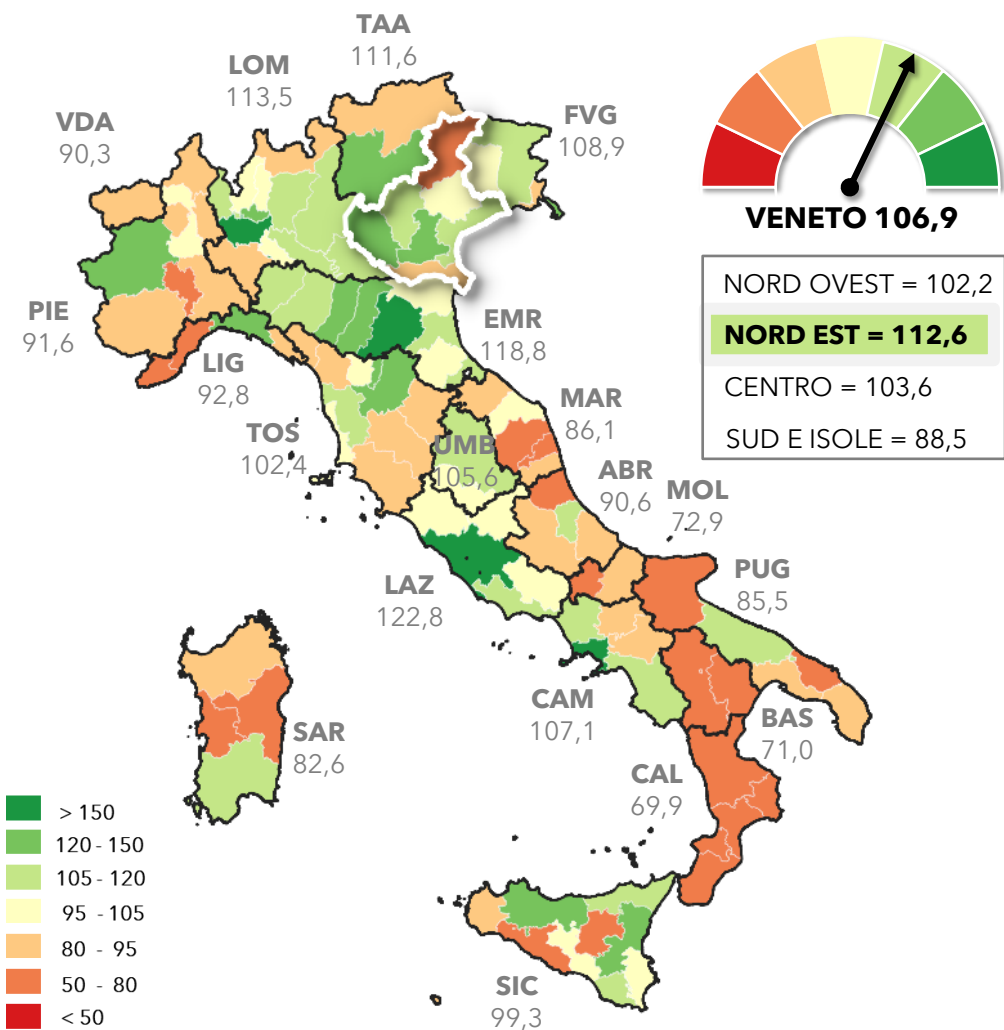 TAA
111,6
LOM
113,5
VDA
90,3
FVG
108,9
VENETO 106,9
NORD OVEST = 102,2
NORD EST = 112,6
CENTRO = 103,6
SUD E ISOLE = 88,5
PIE
91,6
LIG
92,8
EMR
118,8
TOS
102,4
MAR
86,1
UMB
105,6
ABR
90,6
MOL
72,9
LAZ
122,8
PUG
85,5
CAM
107,1
BAS
71,0
SAR
82,6
CAL
69,9
SIC
99,3
> 150
120 - 150
105 - 120
95 - 105
80 - 95
50 - 80
< 50